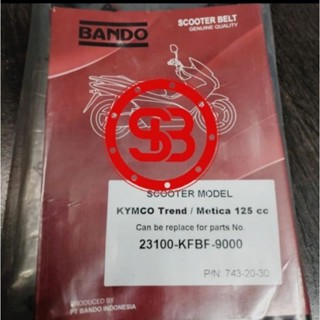 BANDO
SCOOTER BELT
GENUINE QUALITY
SB
SCOOTER MODEL
KYMCO Trend / Metica 125 cc
Can be replace for parts No.
23100-KFBF-9000
P/N: 743-20-30
PRODUCED BY
PT BANDO INDONESIA